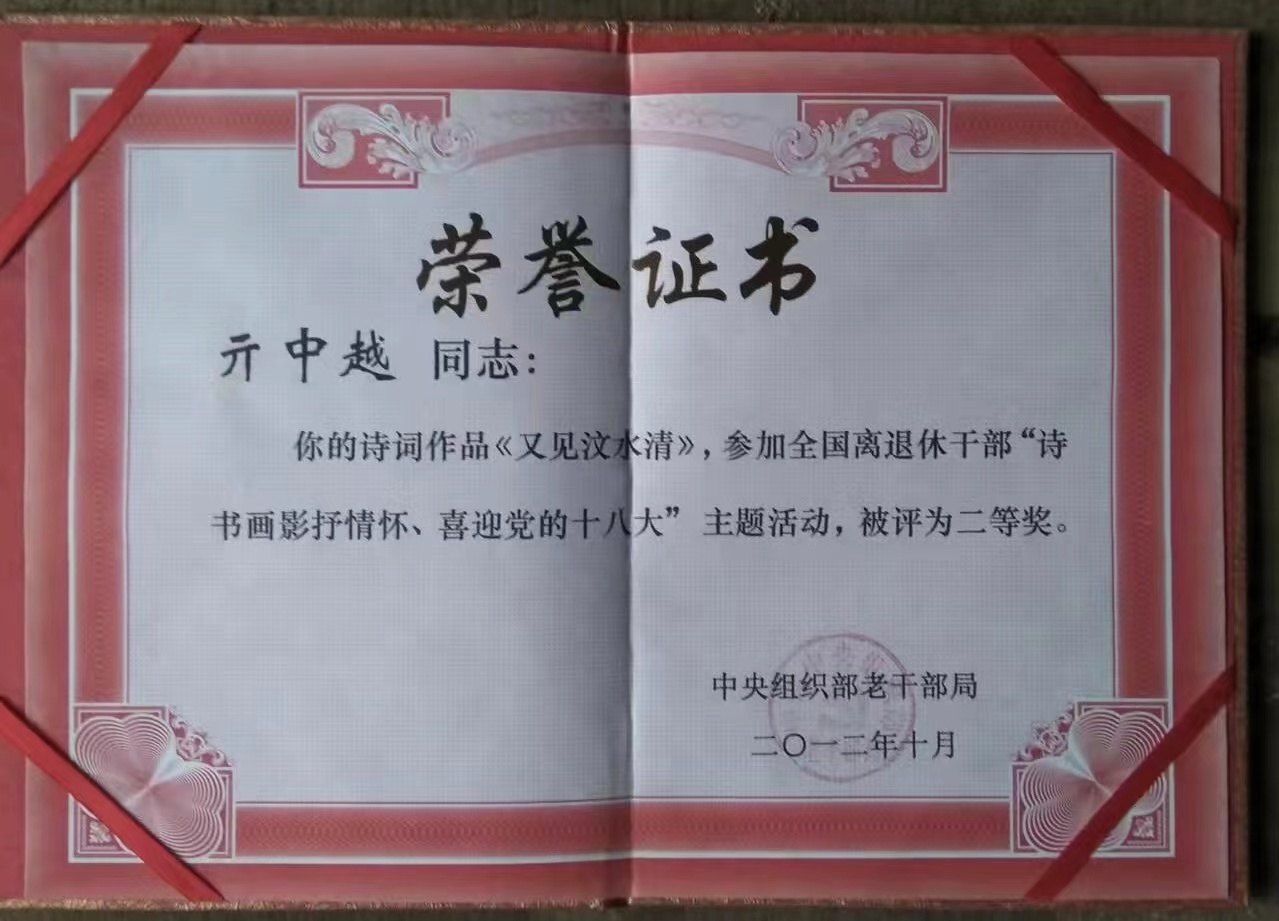 荣誉证书
亓中越 同志：
你的诗词作品《又见汶水清》，参加全国离退休干部“诗
书画影抒情怀、喜迎党的十八大”主题活动，被评为二等奖。
中央组织部老干部局
二〇一二年十月